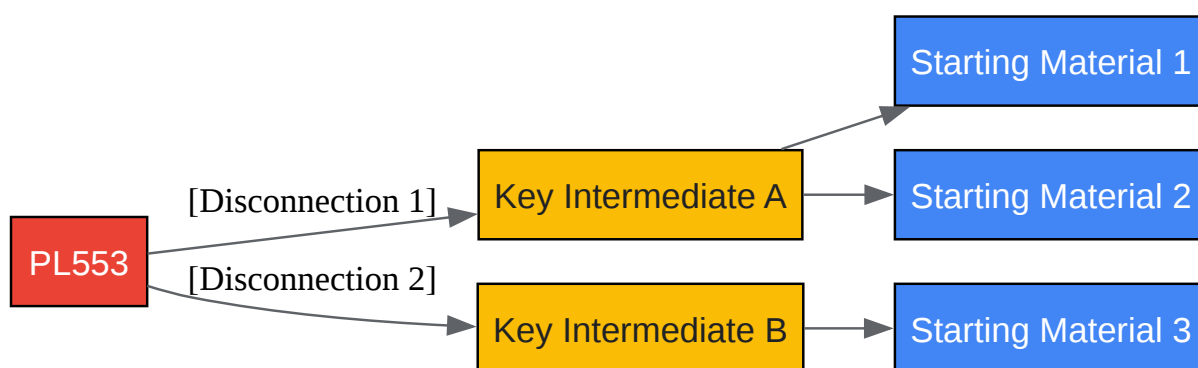 Starting Material 1
Key Intermediate A
Starting Material 2
[Disconnection 1]
PL553
[Disconnection 2]
Key Intermediate B
Starting Material 3